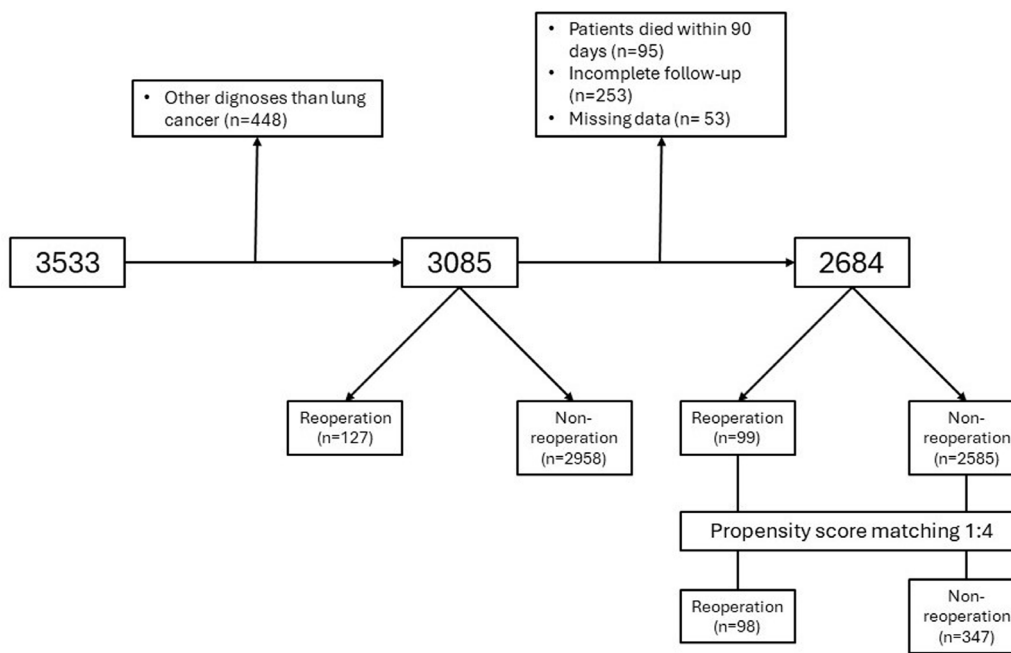 • Patients died within 90
days (n=95)
• Incomplete follow-up
(n=253)
• Missing data (n= 53)
• Other dignoses than lung
cancer (n=448)
3533
3085
2684
Reoperation
(n=127)
Non-
reoperation
(n=2958)
Reoperation
(n=99)
Non-
reoperation
(n=2585)
Propensity score matching 1:4
Reoperation
(n=98)
Non-
reoperation
(n=347)